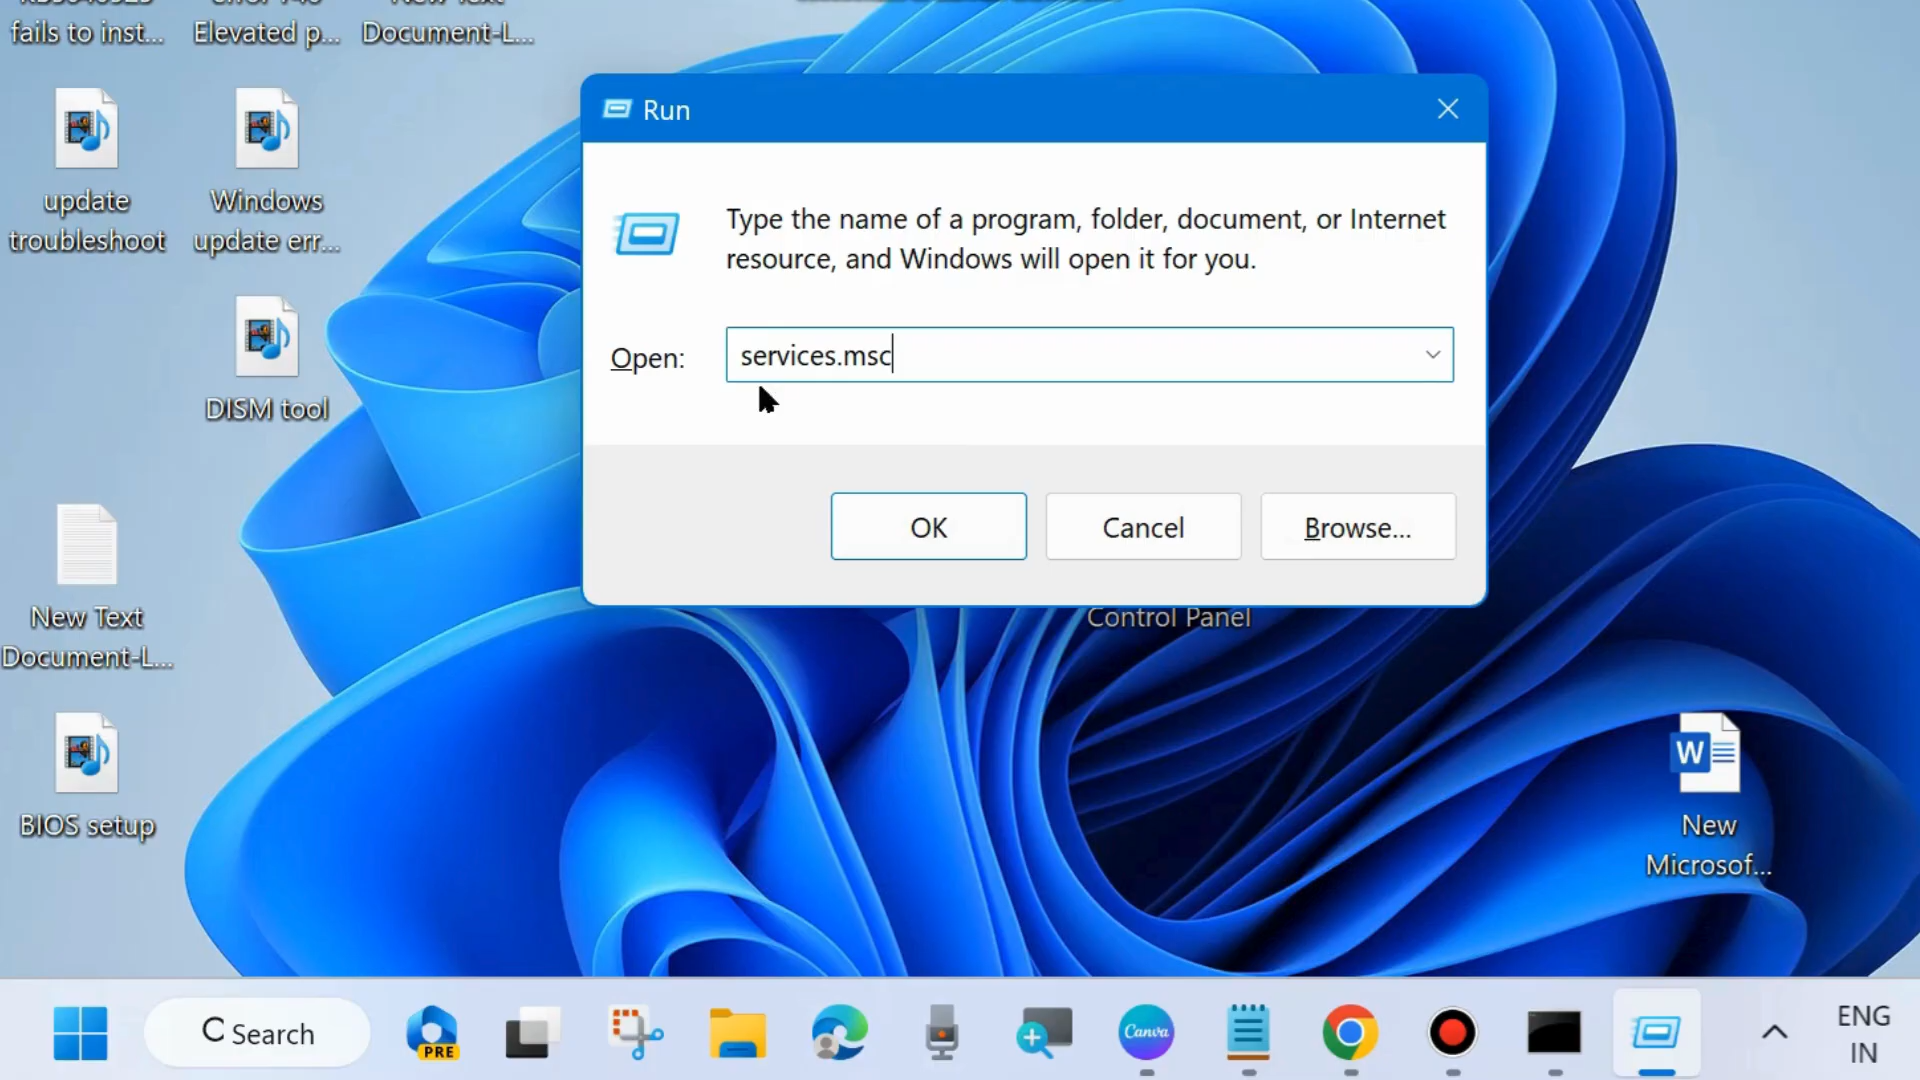 fails to inst...
Elevated p...
Document-L...
update
troubleshoot
Windows
update err...
DISM tool
New Text
Document-L...
BIOS setup
Run
Type the name of a program, folder, document, or Internet
resource, and Windows will open it for you.
Open:
services.msc
OK
Cancel
Browse...
Control Panel
W
New
Microsof...
Search
PRE
Canva
ENG
IN